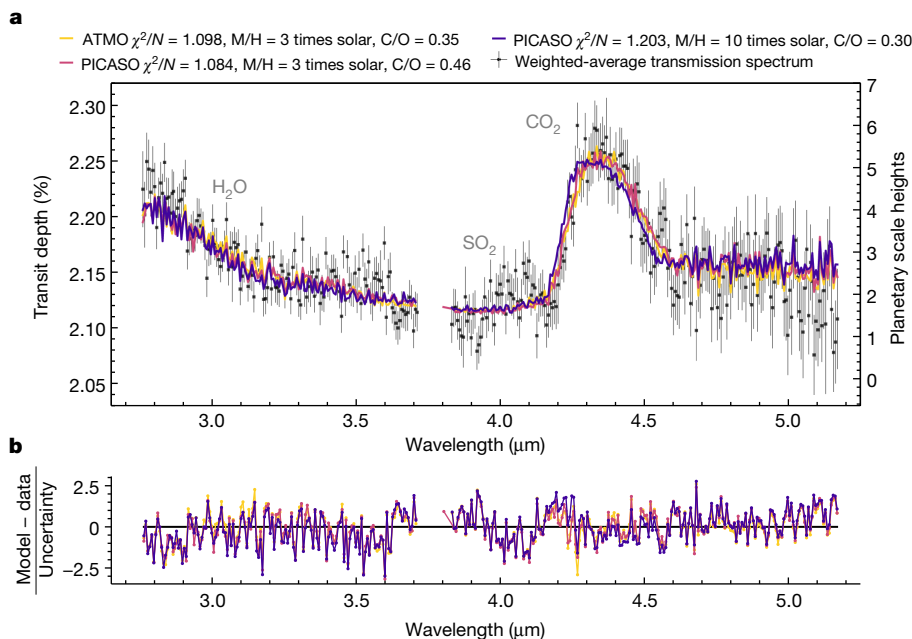 a
ATMO χ²/N = 1.098, M/H = 3 times solar, C/O = 0.35
PICASO χ²/N = 1.203, M/H = 10 times solar, C/O = 0.30
PICASO χ²/N = 1.084, M/H = 3 times solar, C/O = 0.46
Weighted-average transmission spectrum
Transit depth (%)
2.30
2.25
2.20
2.15
2.10
2.05
H₂O
SO₂
CO₂
7
6
5
4
3
2
1
0
Planetary scale heights
3.0 3.5 4.0 4.5 5.0
Wavelength (μm)
b
Model – data
Uncertainty
2.5
0
–2.5
3.0 3.5 4.0 4.5 5.0
Wavelength (μm)